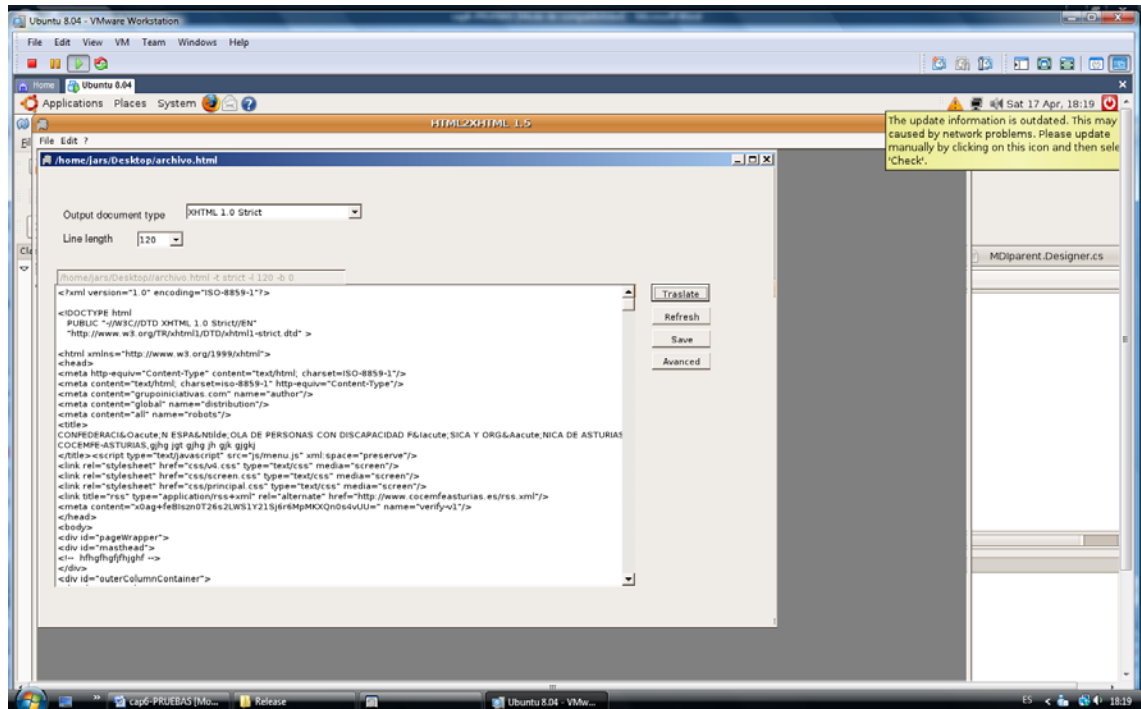 Ubuntu 8.04 - VMware Workstation
File Edit View VM Team Windows Help
Home Ubuntu 8.04
Applications Places System Sat 17 Apr, 18:19
HTML2XHTML 1.5
The update information is outdated. This may
caused by network problems. Please update
manually by clicking on this icon and then sele
'Check'.
File Edit ?
/home/jars/Desktop/archivo.html
Output document type XHTML 1.0 Strict
Line length 120
MDIparent.Designer.cs
/home/jars/Desktop//archivo.html -t strict -l 120 -b 0
<?xml version="1.0" encoding="ISO-8859-1"?>
<!DOCTYPE html
PUBLIC "-//W3C//DTD XHTML 1.0 Strict//EN"
"http://www.w3.org/TR/xhtml1/DTD/xhtml1-strict.dtd" >
<html xmlns="http://www.w3.org/1999/xhtml">
<head>
<meta http-equiv="Content-Type" content="text/html; charset=ISO-8859-1"/>
<meta content="text/html; charset=iso-8859-1" http-equiv="Content-Type"/>
<meta content="grupoiniciativas.com" name="author"/>
<meta content="global" name="distribution"/>
<meta content="all" name="robots"/>
<title>
CONFEDERACI&Oacute;N ESPA&Ntilde;OLA DE PERSONAS CON DISCAPACIDAD F&Iacute;SICA Y ORG&Aacute;NICA DE ASTURIAS
COCEMFE-ASTURIAS,gjhg jgt gjhg jh gjk gjgkj
</title><script type="text/javascript" src="js/menu.js" xml:space="preserve"/>
<link rel="stylesheet" href="css/v4.css" type="text/css" media="screen"/>
<link rel="stylesheet" href="css/screen.css" type="text/css" media="screen"/>
<link rel="stylesheet" href="css/principal.css" type="text/css" media="screen"/>
<link title="rss" type="application/rss+xml" rel="alternate" href="http://www.cocemfeasturias.es/rss.xml"/>
<meta content="x0ag+feBIszn0T26s2LWS1Y21Sj6r6MpMKXQn0s4vUU=" name="verify-v1"/>
</head>
<body>
<div id="pageWrapper">
<div id="masthead">
<!-- hfhgfhgfjfhjghf -->
</div>
<div id="outerColumnContainer">
Traslate
Refresh
Save
Avanced
cap6-PRUEBAS [Mo... Release Ubuntu 8.04 - VMw... ES 18:19